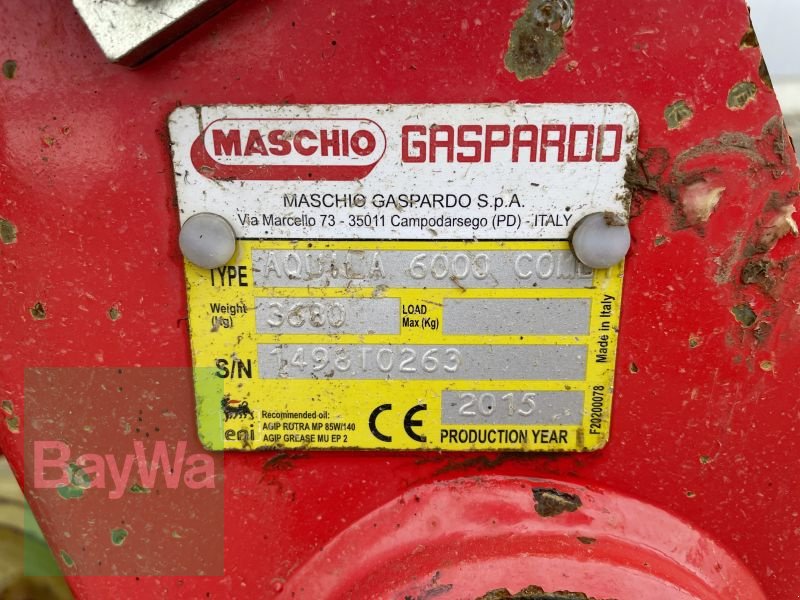 MASCHIO GASPARDO
MASCHIO GASPARDO S.p.A.
Via Marcello 73 - 35011 Campodarsego (PD) - ITALY
TYPE AQUILA 6000
Weight (Kg) 3680 LOAD Max (Kg)
S/N
2015
eni
Recommended oil:
AGIP ROTRA MP 85W/140
AGIP GREASE MU EP 2
CE
PRODUCTION YEAR
F20200078 Made in Italy
BayWa